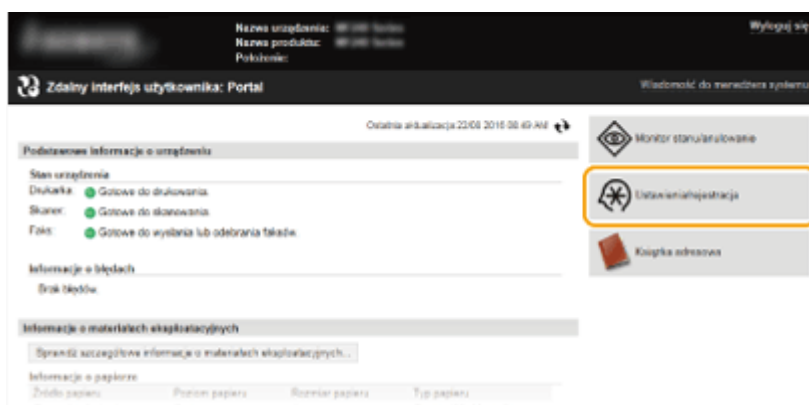 Nazwa urządzenia: Series
Nazwa produktu: Series
Położenie:
Wyloguj się
Zdalny interfejs użytkownika: Portal
Wiadomość do menedżera systemu
Ostatnia aktualizacja:22/08 2016 08:49 AM
Podstawowe informacje o urządzeniu
Stan urządzenia
Drukarka: Gotowe do drukowania.
Skaner: Gotowe do skanowania.
Faks: Gotowe do wysłania lub odebrania faksów.
Informacje o błędach
Brak błędów.
Informacje o materiałach eksploatacyjnych
Sprawdź szczegółowe informacje o materiałach eksploatacyjnych...
Informacje o papierze
Źródło papieru Poziom papieru Rozmiar papieru Typ papieru
Monitor stanu/anulowanie
Ustawienia/rejestracja
Książka adresowa